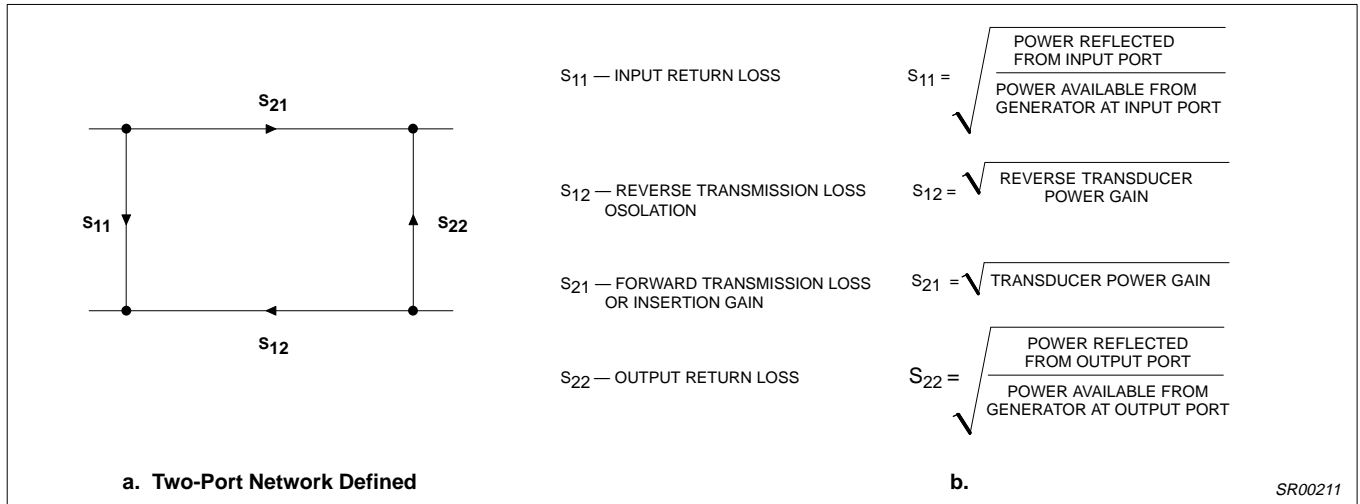 S21
S11
S22
S12
a. Two-Port Network Defined
S11 — INPUT RETURN LOSS
S12 — REVERSE TRANSMISSION LOSS
OSOLATION
S21 — FORWARD TRANSMISSION LOSS
OR INSERTION GAIN
S22 — OUTPUT RETURN LOSS
S11 = √
POWER REFLECTED
FROM INPUT PORT
POWER AVAILABLE FROM
GENERATOR AT INPUT PORT
S12 = √
REVERSE TRANSDUCER
POWER GAIN
S21 = √ TRANSDUCER POWER GAIN
S22 = √
POWER REFLECTED
FROM OUTPUT PORT
POWER AVAILABLE FROM
GENERATOR AT OUTPUT PORT
b.
SR00211